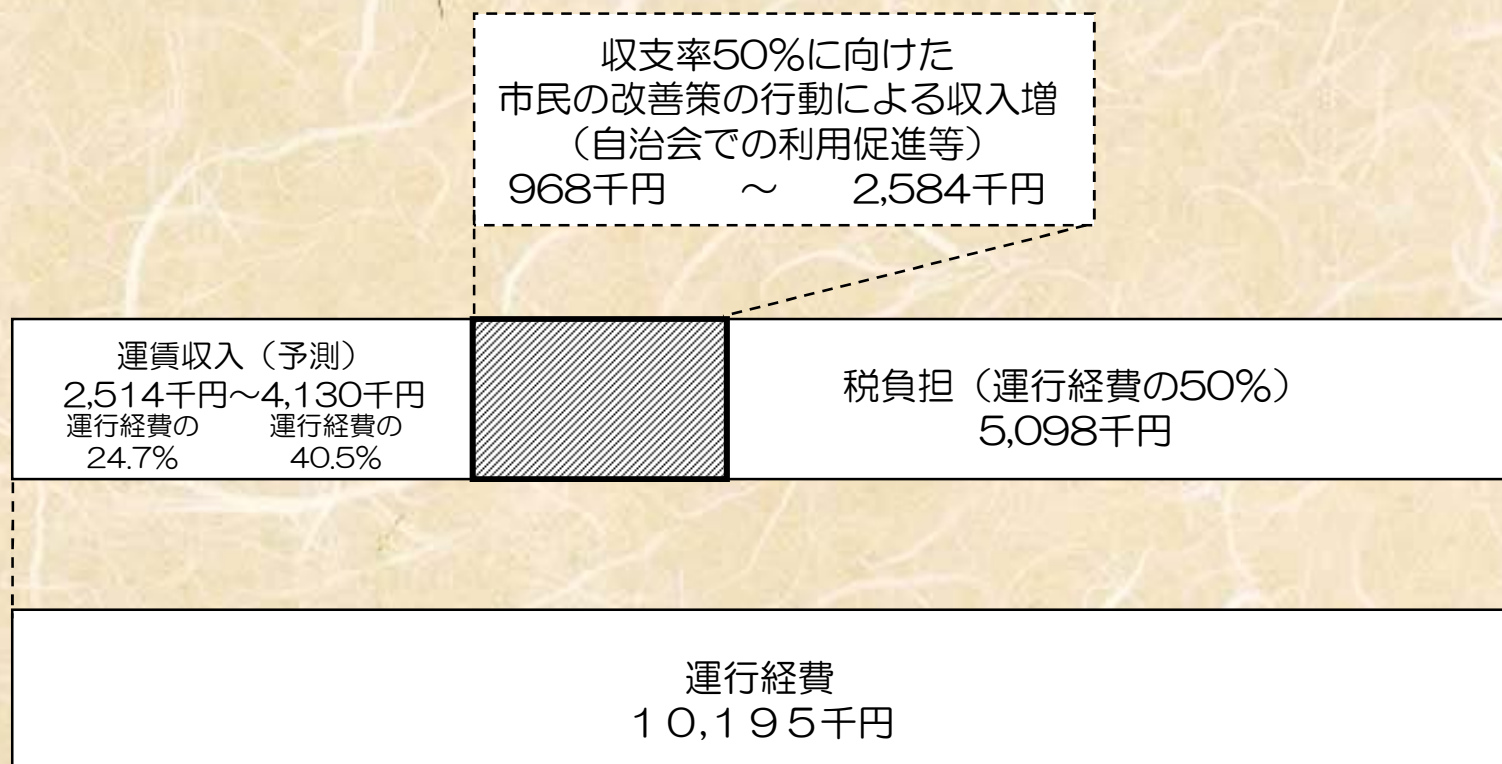 収支率50%に向けた
市民の改善策の行動による収入増
（自治会での利用促進等）
968千円　～　2,584千円
運賃収入（予測）
2,514千円～4,130千円
運行経費の　運行経費の
24.7%　40.5%
税負担（運行経費の50%）
5,098千円
運行経費
１０,１９５千円